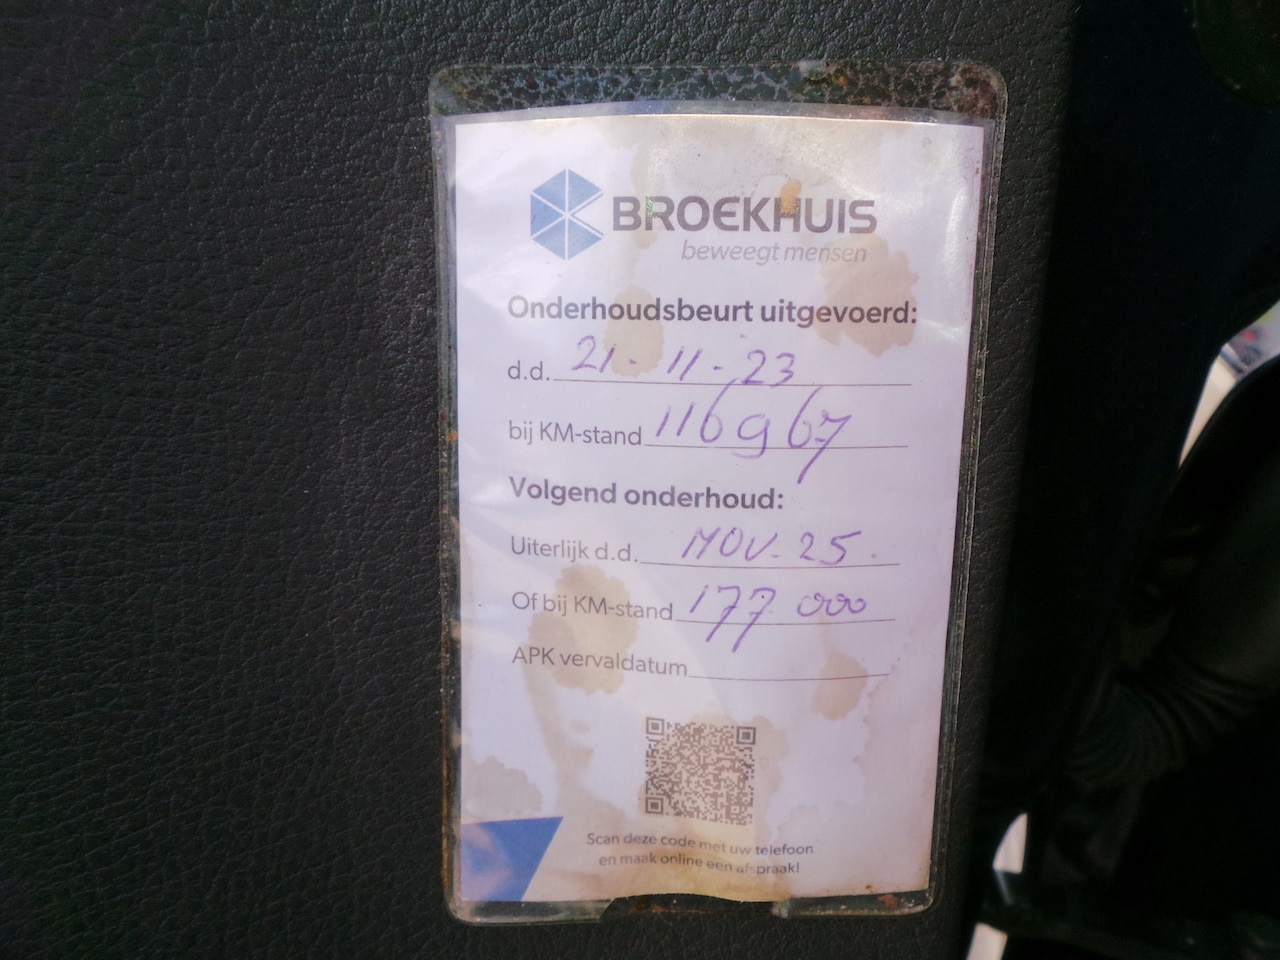 BROEKHUIS
beweegt mensen
Onderhoudsbeurt uitgevoerd:
d.d. 21-11-23
bij KM-stand 116967
Volgend onderhoud:
Uiterlijk d.d. NOV-25.
Of bij KM-stand 177 000
APK vervaldatum
Scan deze code met uw telefoon
en maak online een afspraak!